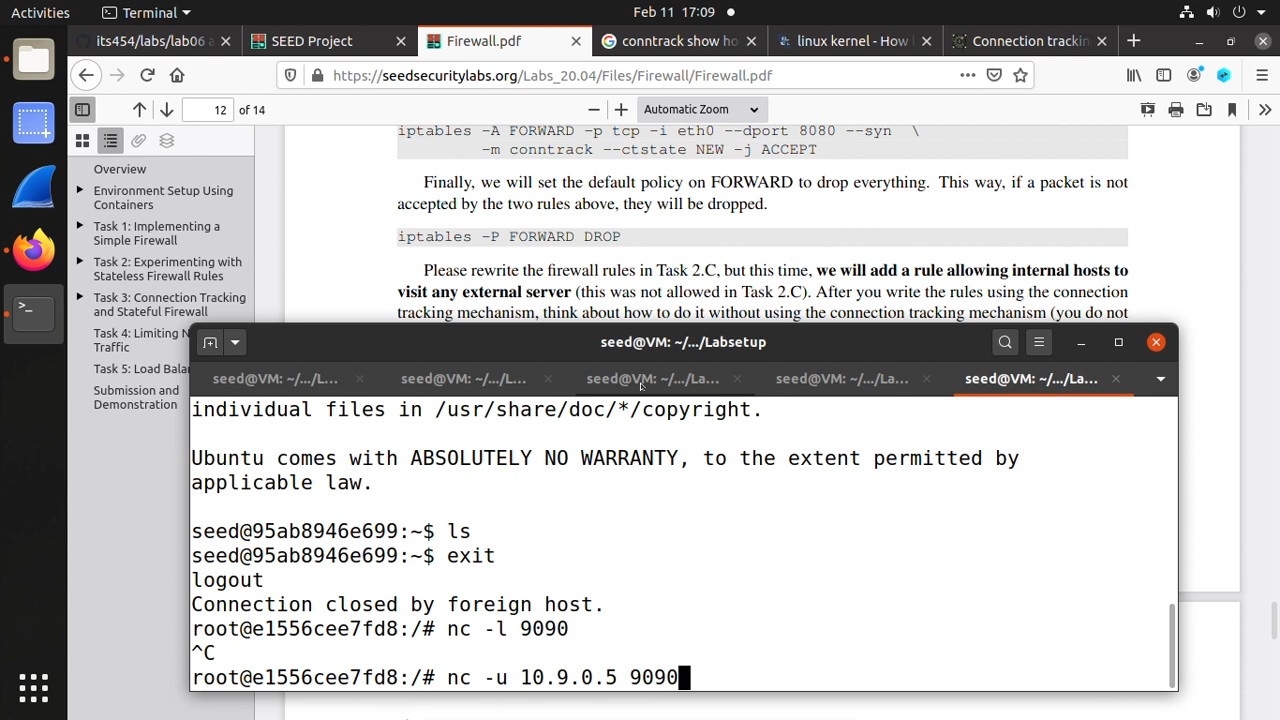 Activities
Terminal
Feb 11 17:09
its454/labs/lab06 a
SEED Project
Firewall.pdf
conntrack show ho
linux kernel - How l
Connection trackin
https://seedsecuritylabs.org/Labs_20.04/Files/Firewall/Firewall.pdf
12 of 14
Automatic Zoom
Overview
Environment Setup Using
Containers
Task 1: Implementing a
Simple Firewall
Task 2: Experimenting with
Stateless Firewall Rules
Task 3: Connection Tracking
and Stateful Firewall
Task 4: Limiting N
Traffic
Task 5: Load Balan
Submission and
Demonstration
iptables -A FORWARD -p tcp -i eth0 --dport 8080 --syn \
-m conntrack --ctstate NEW -j ACCEPT
Finally, we will set the default policy on FORWARD to drop everything. This way, if a packet is not
accepted by the two rules above, they will be dropped.
iptables -P FORWARD DROP
Please rewrite the firewall rules in Task 2.C, but this time, we will add a rule allowing internal hosts to
visit any external server (this was not allowed in Task 2.C). After you write the rules using the connection
tracking mechanism, think about how to do it without using the connection tracking mechanism (you do not
seed@VM: ~/.../Labsetup
seed@VM: ~/.../L...
seed@VM: ~/.../L...
seed@VM: ~/.../La...
seed@VM: ~/.../La...
seed@VM: ~/.../La...
individual files in /usr/share/doc/*/copyright.
Ubuntu comes with ABSOLUTELY NO WARRANTY, to the extent permitted by
applicable law.
seed@95ab8946e699:~$ ls
seed@95ab8946e699:~$ exit
logout
Connection closed by foreign host.
root@e1556cee7fd8:/# nc -l 9090
^C
root@e1556cee7fd8:/# nc -u 10.9.0.5 9090